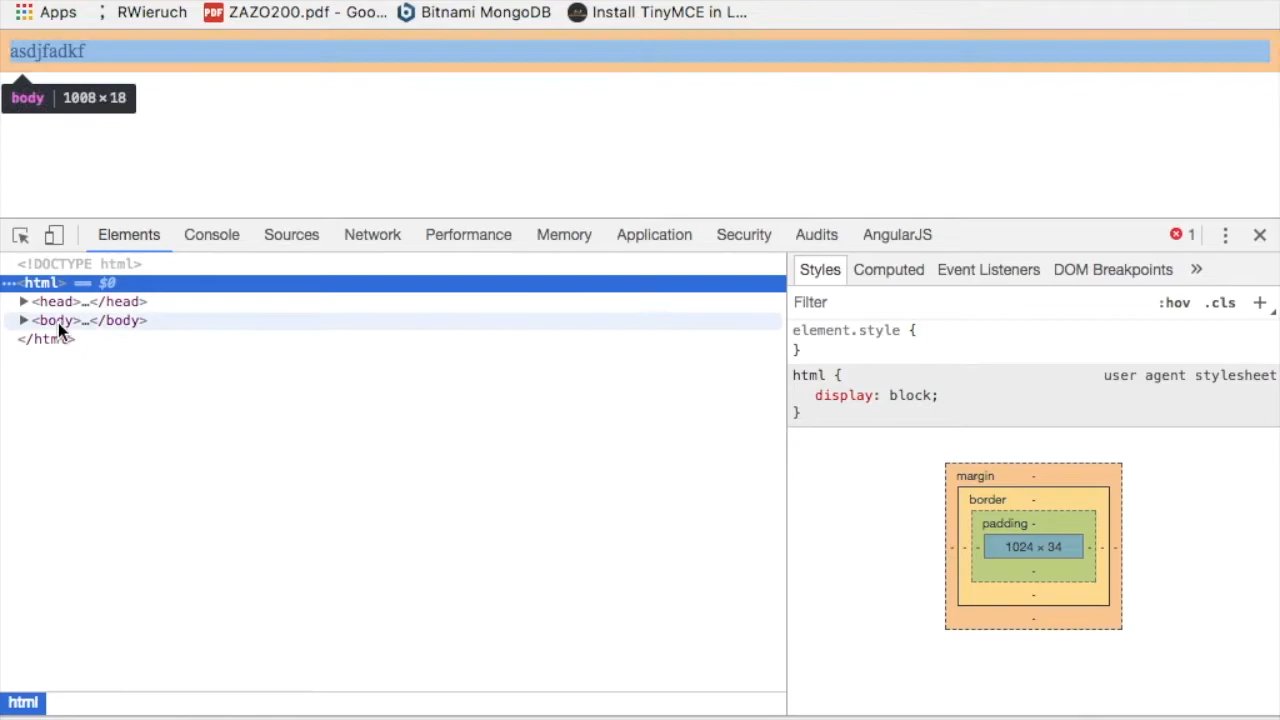 Apps RWieruch ZAZO200.pdf - Goo... Bitnami MongoDB Install TinyMCE in L...
asdjfadkf
body 1008 × 18
Elements Console Sources Network Performance Memory Application Security Audits AngularJS 1
<!DOCTYPE html>
···<html> == $0
<head>…</head>
<body>…</body>
</html>
html
Styles Computed Event Listeners DOM Breakpoints »
Filter :hov .cls +
element.style {
}
html { user agent stylesheet
display: block;
}
margin -
border -
padding -
- - - 1024 × 34 - - -
-
-
-